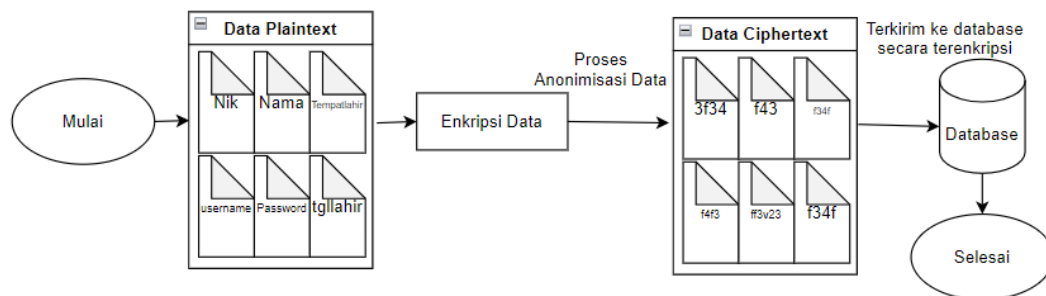 Mulai
Data Plaintext
Nik
Nama
Tempatlahir
username
Password
tgllahir
Enkripsi Data
Proses
Anonimisasi Data
Data Ciphertext
3f34
f43
f34f
f4f3
ff3v23
f34f
Terkirim ke database
secara terenkripsi
Database
Selesai